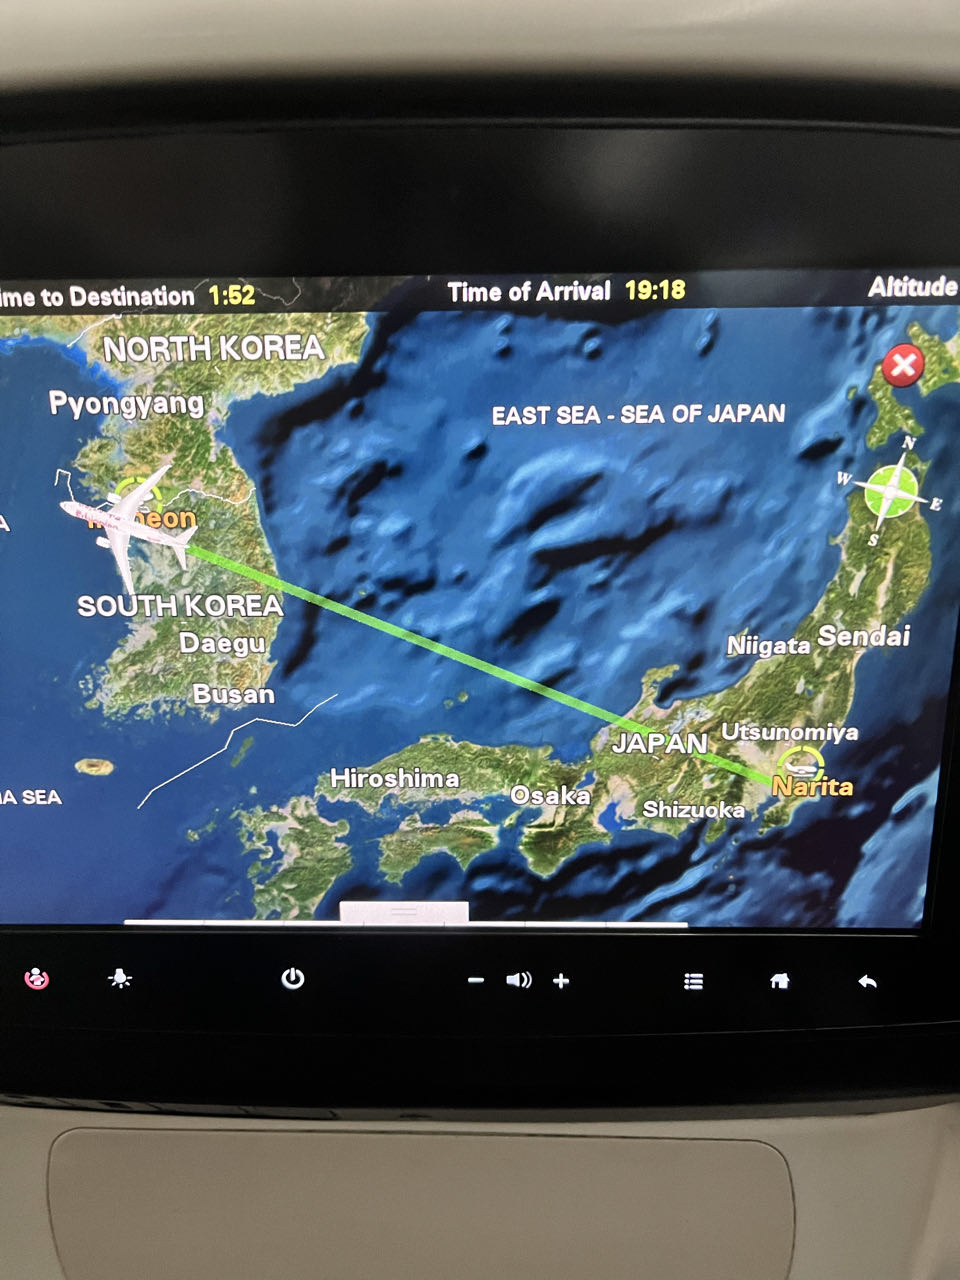 ime to Destination 1:52
Time of Arrival 19:18
Altitude
NORTH KOREA
Pyongyang
EAST SEA - SEA OF JAPAN
N
W
E
S
A
eon
SOUTH KOREA
Daegu
Niigata
Sendai
Busan
Utsunomiya
JAPAN
Hiroshima
Narita
Osaka
Shizuoka
A SEA